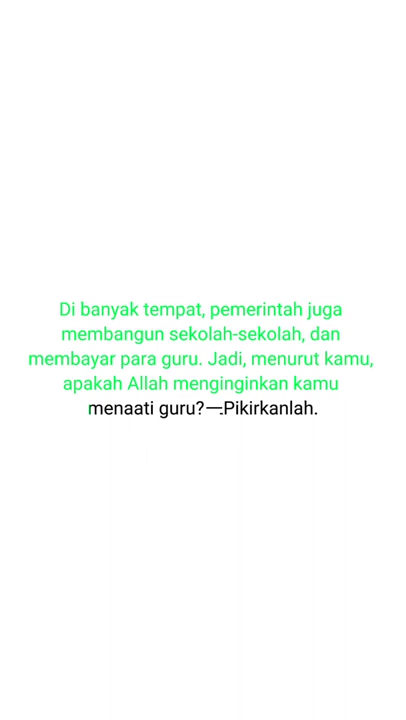 Di banyak tempat, pemerintah juga
membangun sekolah-sekolah, dan
membayar para guru. Jadi, menurut kamu,
apakah Allah menginginkan kamu
menaati guru?—.Pikirkanlah.